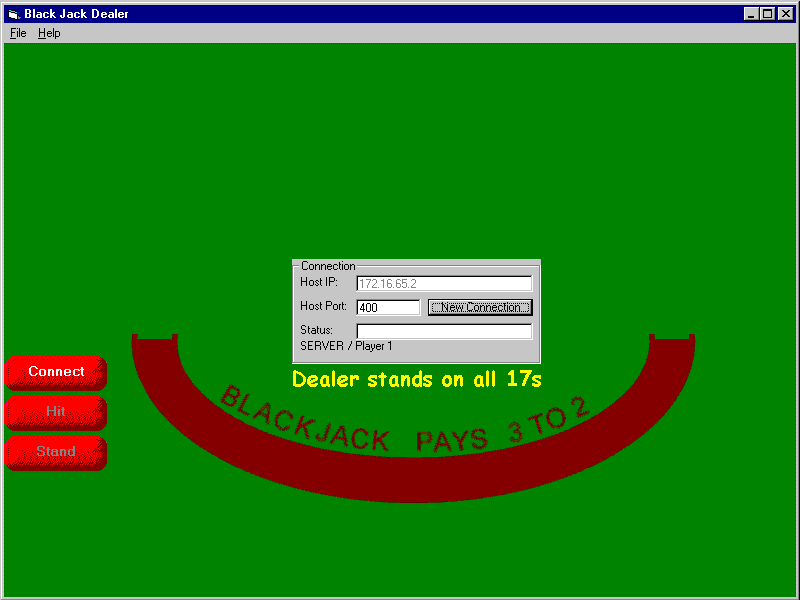 Black Jack Dealer
File Help
Connection
Host IP: 172.16.65.2
Host Port: 400 New Connection
Status:
SERVER / Player 1
Connect
Hit
Stand
Dealer stands on all 17s
BLACKJACK PAYS 3 TO 2